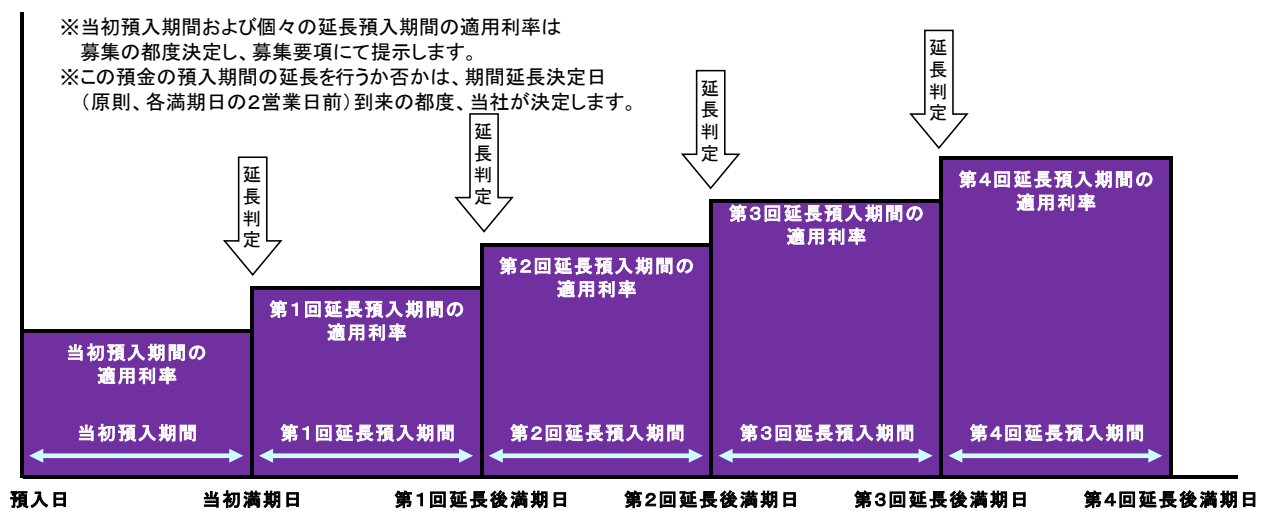 ※当初預入期間および個々の延長預入期間の適用利率は
募集の都度決定し、募集要項にて提示します。
※この預金の預入期間の延長を行うか否かは、期間延長決定日
（原則、各満期日の２営業日前）到来の都度、当社が決定します。
延長判定
延長判定
延長判定
延長判定
当初預入期間の
適用利率
第１回延長預入期間の
適用利率
第２回延長預入期間の
適用利率
第３回延長預入期間の
適用利率
第４回延長預入期間の
適用利率
当初預入期間
第１回延長預入期間
第２回延長預入期間
第３回延長預入期間
第４回延長預入期間
預入日
当初満期日
第１回延長後満期日
第２回延長後満期日
第３回延長後満期日
第４回延長後満期日